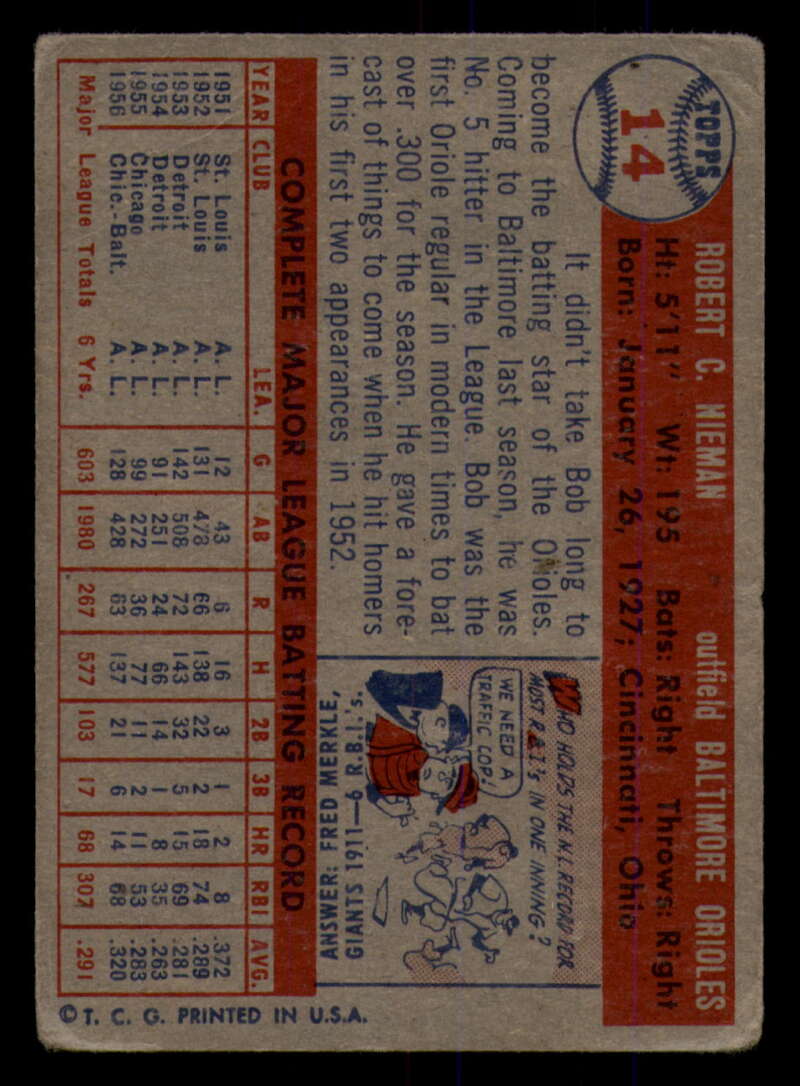 TOPPS
14
ROBERT C. NIEMAN outfield BALTIMORE ORIOLES
Ht: 5'11" Wt: 195 Bats: Right Throws: Right
Born: January 26, 1927; Cincinnati, Ohio
It didn't take Bob long to
become the batting star of the Orioles.
Coming to Baltimore last season, he was
No. 5 hitter in the League. Bob was the
first Oriole regular in modern times to bat
over .300 for the season. He gave a fore-
cast of things to come when he hit homers
in his first two appearances in 1952.
WHO HOLDS THE N.L. RECORD FOR
MOST R.B.I.'s IN ONE INNING?
WE NEED A
TRAFFIC COP!
ANSWER: FRED MERKLE,
GIANTS 1911—6 R.B.I.'s.
COMPLETE MAJOR LEAGUE BATTING RECORD
YEAR CLUB LEA. G AB R H 2B 3B HR RBI AVG.
1951 St. Louis A. L. 12 43 6 16 3 1 2 8 .372
1952 St. Louis A. L. 131 478 66 138 22 2 18 74 .289
1953 Detroit A. L. 142 508 72 143 32 5 15 69 .281
1954 Detroit A. L. 91 251 24 66 14 1 8 35 .263
1955 Chicago A. L. 99 272 36 77 11 2 11 53 .283
1956 Chic.-Balt. A. L. 128 428 63 137 21 6 14 68 .320
Major League Totals 6 Yrs. 603 1980 267 577 103 17 68 307 .291
© T. C. G. PRINTED IN U.S.A.